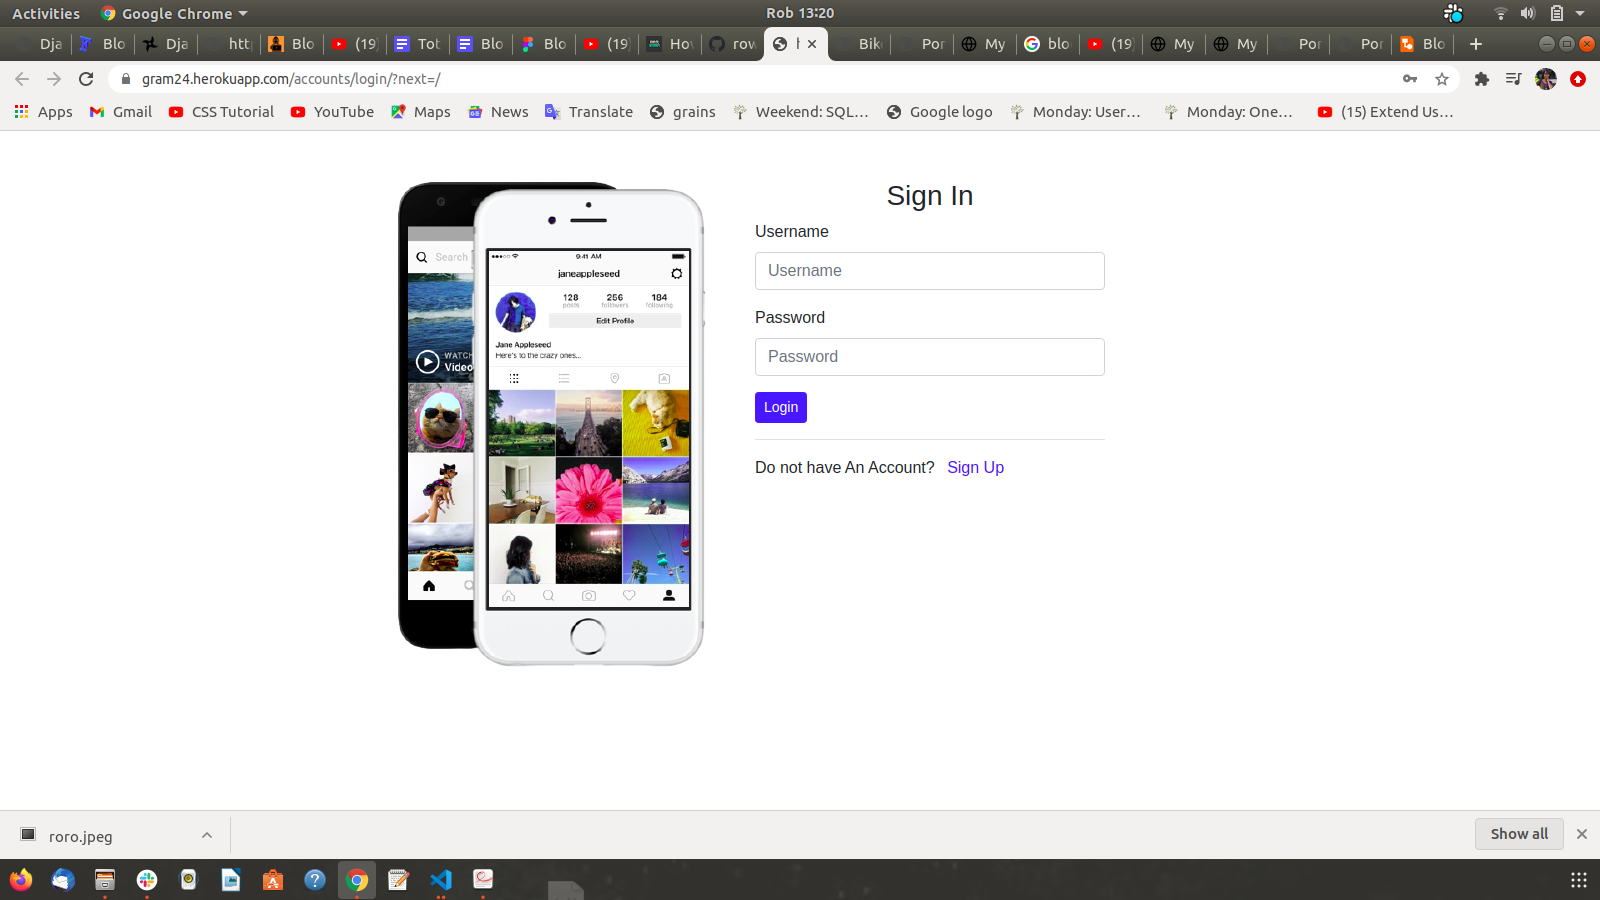 Activities
Google Chrome
Rob 13:20
Dja
Blo
Dja
http
Blo
(19)
Tot
Blo
Blo
(19)
How
row
Bik
Por
My
blo
(19)
My
My
Por
Por
Blo
gram24.herokuapp.com/accounts/login/?next=/
Apps
Gmail
CSS Tutorial
YouTube
Maps
News
Translate
grains
Weekend: SQL...
Google logo
Monday: User...
Monday: One...
(15) Extend Us...
Sign In
Username
Username
Password
Password
Login
Do not have An Account? Sign Up
Search
WATCH
Video
9:41 AM
janeappleseed
128
256
184
posts
followers
following
Edit Profile
Jane Appleseed
Here's to the crazy ones...
roro.jpeg
Show all